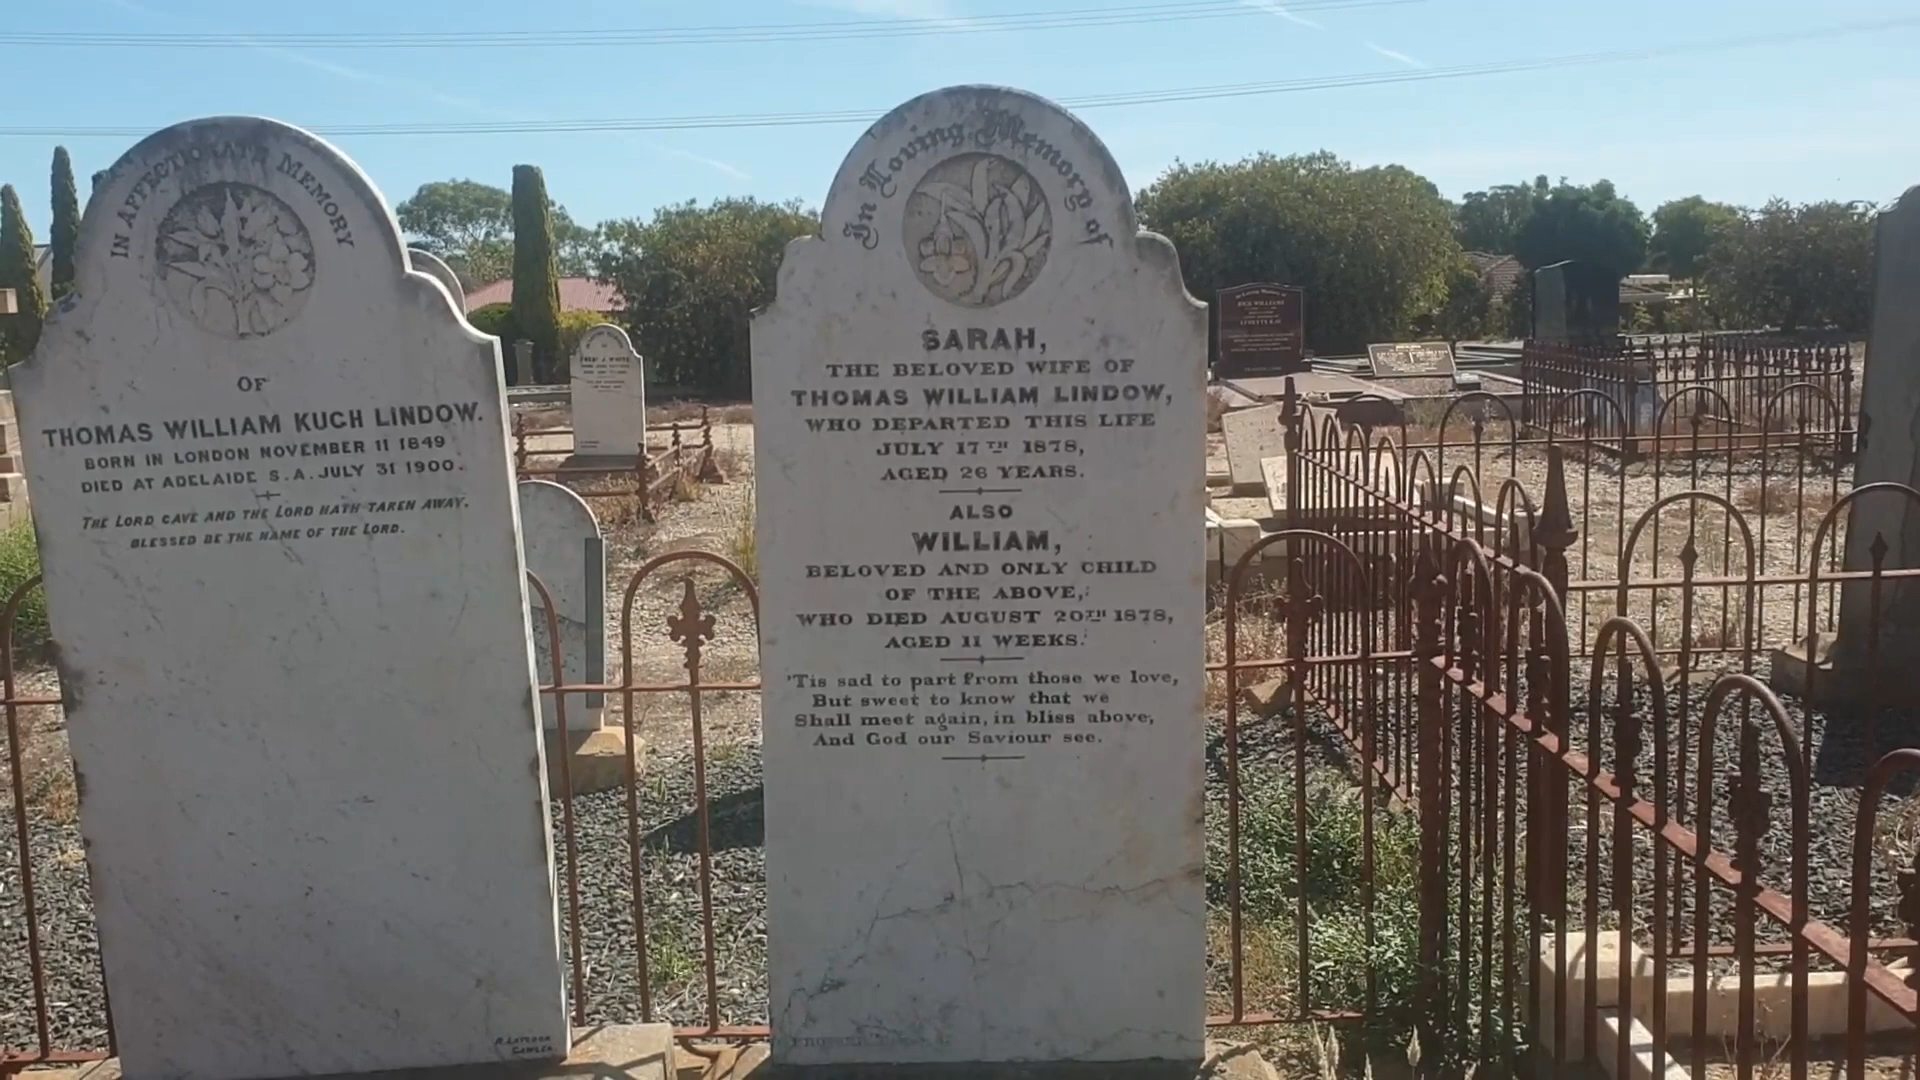 IN AFFECTIONATE MEMORY
OF
THOMAS WILLIAM KUGH LINDOW.
BORN IN LONDON NOVEMBER 11 1849
DIED AT ADELAIDE S.A. JULY 31 1900.
THE LORD GAVE AND THE LORD HATH TAKEN AWAY,
BLESSED BE THE NAME OF THE LORD.
GAWLER.
In Loving Memory of
SARAH,
THE BELOVED WIFE OF
THOMAS WILLIAM LINDOW,
WHO DEPARTED THIS LIFE
JULY 17TH 1878,
AGED 26 YEARS.
ALSO
WILLIAM,
BELOVED AND ONLY CHILD
OF THE ABOVE,
WHO DIED AUGUST 20TH 1878,
AGED 11 WEEKS.
'Tis sad to part from those we love,
But sweet to know that we
Shall meet again, in bliss above,
And God our Saviour see.